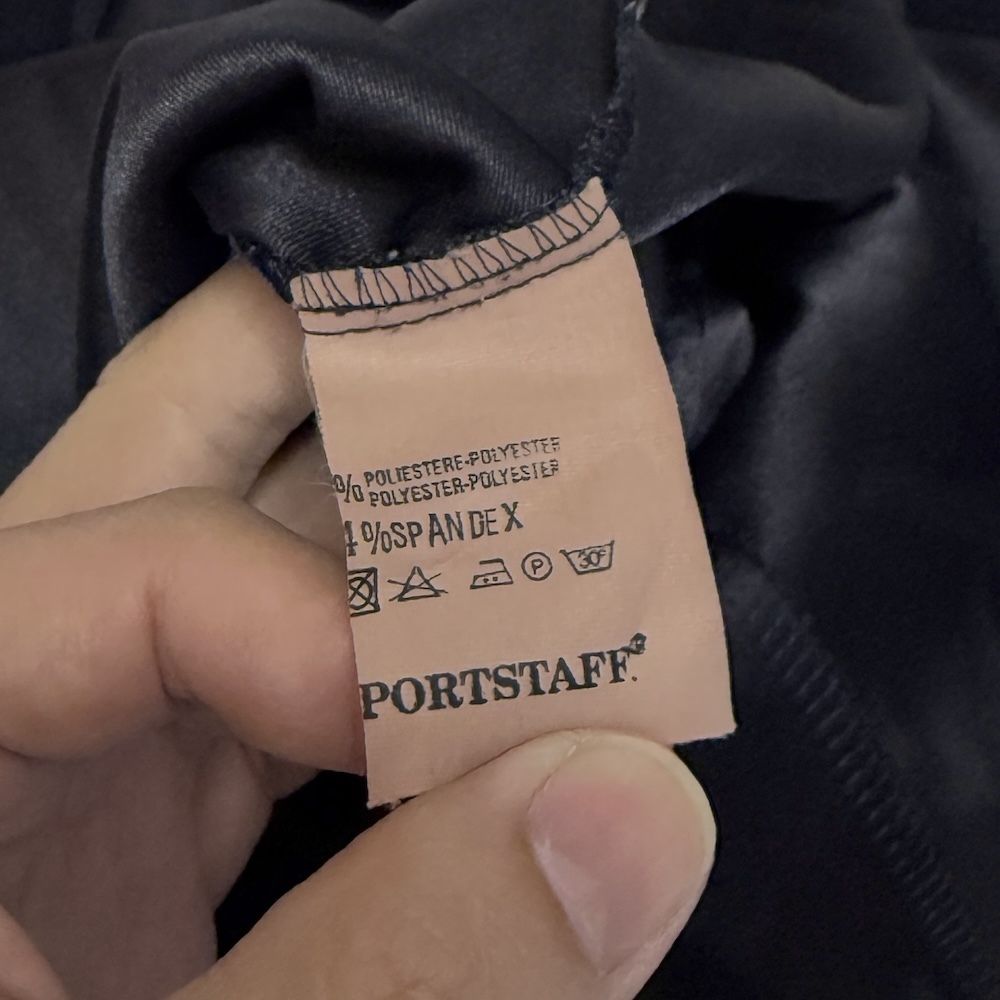 % POLIESTERE-POLYESTER
POLYESTER-POLYESTER
4%SPANDEX
P 30°
PORTSTAFF